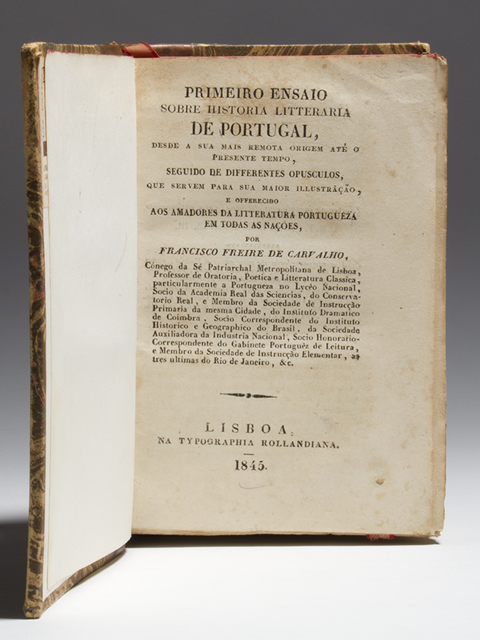 PRIMEIRO ENSAIO
SOBRE HISTORIA LITTERARIA
DE PORTUGAL,
DESDE A SUA MAIS REMOTA ORIGEM ATÉ O
PRESENTE TEMPO,
SEGUIDO DE DIFFERENTES OPUSCULOS,
QUE SERVEM PARA SUA MAIOR ILLUSTRAÇÃO,
E OFFERECIDO
AOS AMADORES DA LITTERATURA PORTUGUEZA
EM TODAS AS NAÇÕES,
POR
FRANCISCO FREIRE DE CARVALHO,
Cónego da Sé Patriarchal Metropolitana de Lisboa,
Professor de Oratoria, Poetica e Litteratura Classica,
particularmente a Portugueza no Lycêo Nacional,
Socio da Academia Real das Sciencias, do Conserva-
torio Real, e Membro da Sociedade de Instrucção
Primaria da mesma Cidade, do Instituto Dramatico
de Coimbra, Socio Correspondente do Instituto
Historico e Geographico do Brasil, da Sociedade
Auxiliadora da Industria Nacional, Socio Honorario-
Correspondente do Gabinete Portuguêz de Leitura,
e Membro da Sociedade de Instrucção Elementar, as
tres ultimas do Rio de Janeiro, &c.
LISBOA,
NA TYPOGRAPHIA ROLLANDIANA.
1845.